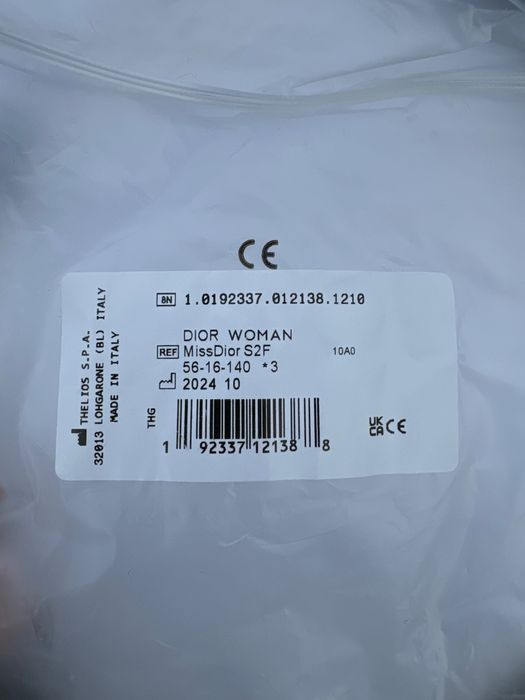 CE
8N 1.0192337.012138.1210
DIOR WOMAN
REF MissDior S2F 10A0
56-16-140 *3
2024 10
THG
1 92337 12138 8
UK
CA CE
THELIOS S.P.A.
32013 LOHGARONE (BL) ITALY
MADE IN ITALY